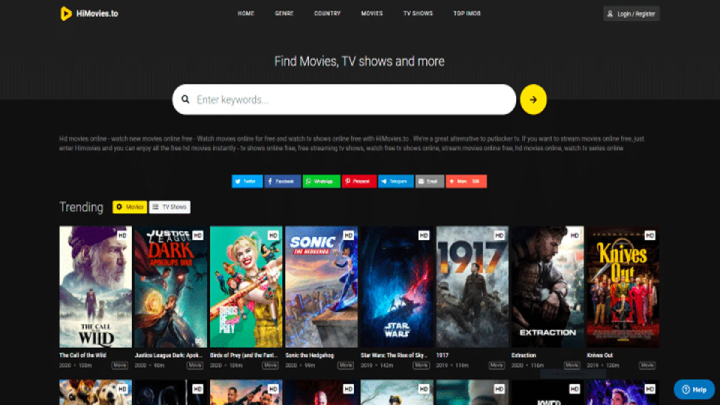 HiMovies.to
HOME GENRE COUNTRY MOVIES TV SHOWS TOP IMDB
Login / Register
Find Movies, TV shows and more
Enter keywords...
Hd movies online - watch new movies online free - Watch movies online for free and watch tv shows online free with HiMovies.to . We're a great alternative to putlocker tv. If you want to stream movies online free, just
enter Himovies and you can enjoy all the free hd movies instantly - tv shows online free, free streaming tv shows, watch free tv shows online, stream movies online free, hd movies online, watch tv series online
Twitter Facebook WhatsApp Pinterest Telegram Email More
Trending Movies TV Shows
HD HD HD HD HD HD HD HD
THE CALL
OF THE
WILD
JUSTICE
LEAGUE
DARK
APOKOLIPS WAR
BIRDS
OF PREY
SONIC
THE HEDGEHOG
STAR
WARS
1917
EXTRACTION
Knives
Out
The Call of the Wild Justice League Dark: Apok... Birds of Prey (and the Fant... Sonic the Hedgehog Star Wars: The Rise of Sky... 1917 Extraction Knives Out
2020 • 100m Movie 2020 • 90m Movie 2020 • 109m Movie 2020 • 99m Movie 2019 • 142m Movie 2019 • 119m Movie 2020 • 116m Movie 2019 • 130m Movie
HD HD HD HD HD HD HD HD
Help